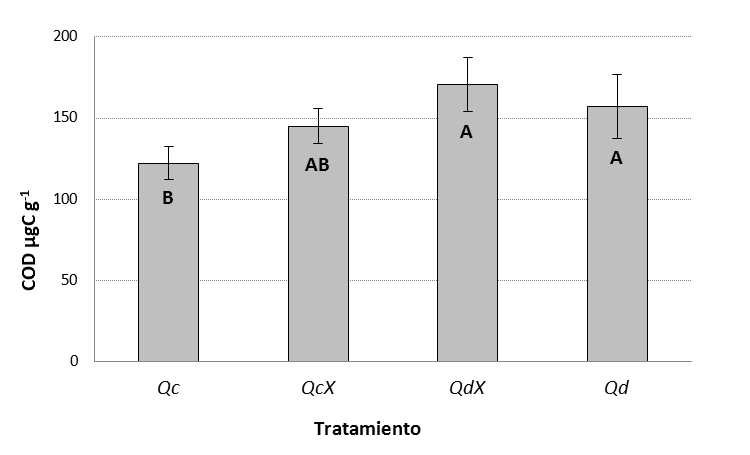 200
150
100
50
0
COD µgC g-1
B
AB
A
A
Qc QcX QdX Qd
Tratamiento